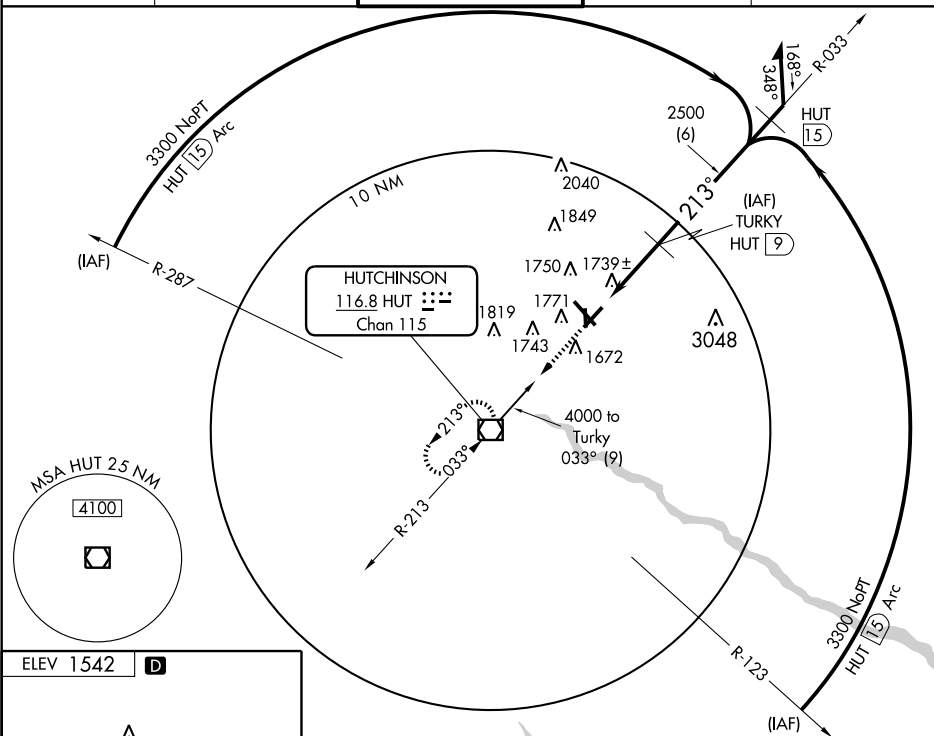 3300 NoPT
HUT 15 Arc
(IAF)
R-287
10 NM
2500
(6)
168°
348°
R-033
HUT
15
213°
(IAF)
TURKY
HUT 9
2040
1849
1750
1739±
1771
1819
1743
1672
3048
HUTCHINSON
116.8 HUT
Chan 115
4000 to
Turky
033° (9)
213°
033°
R-213
MSA HUT 25 NM
4100
3300 NoPT
HUT 15 Arc
R-123
(IAF)
ELEV 1542 D